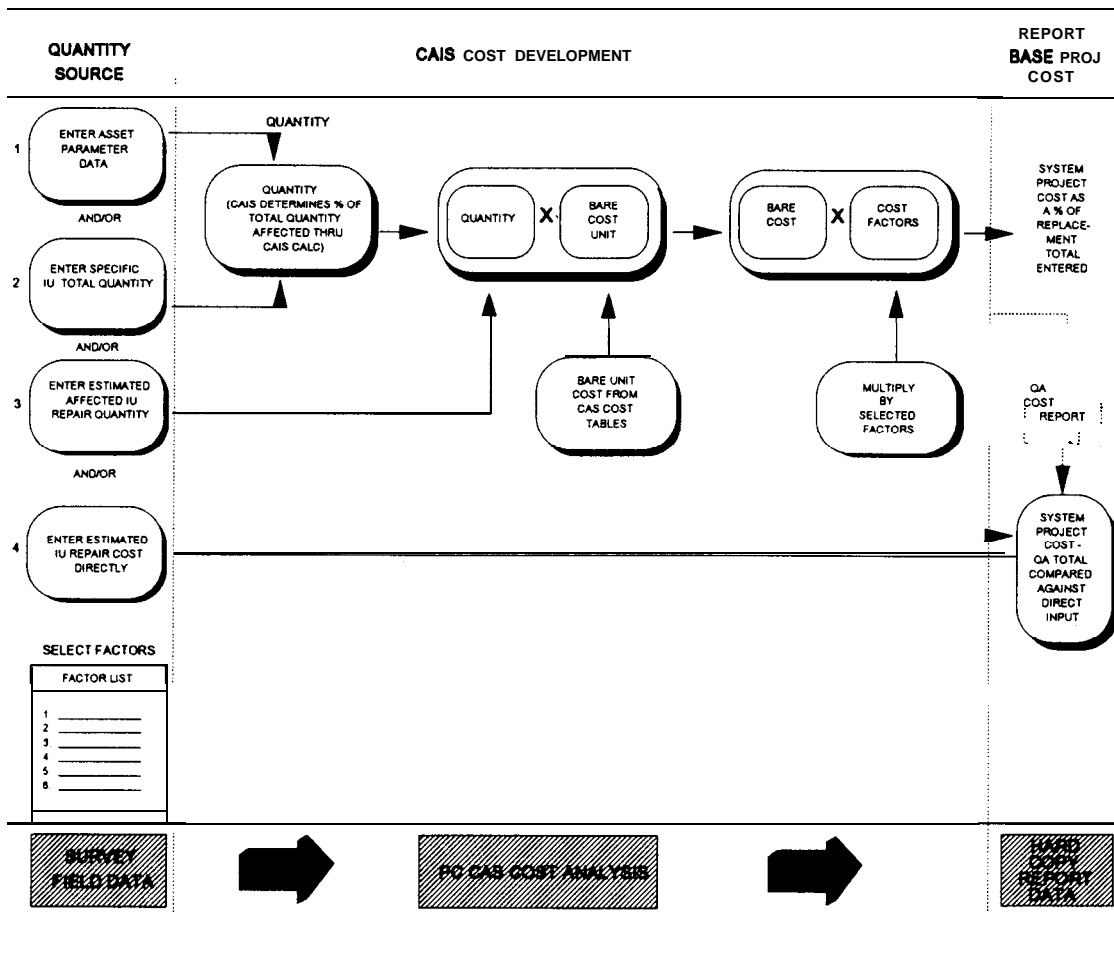 QUANTITY
SOURCE
CAIS COST DEVELOPMENT
REPORT
BASE PROJ
COST
1
ENTER ASSET
PARAMETER
DATA
AND/OR
2
ENTER SPECIFIC
IU TOTAL QUANTITY
AND/OR
3
ENTER ESTIMATED
AFFECTED IU
REPAIR QUANTITY
AND/OR
4
ENTER ESTIMATED
IU REPAIR COST
DIRECTLY
QUANTITY
QUANTITY
(CAIS DETERMINES % OF
TOTAL QUANTITY
AFFECTED THRU
CAIS CALC)
QUANTITY
X
BARE
COST
UNIT
BARE UNIT
COST FROM
CAS COST
TABLES
BARE
COST
X
COST
FACTORS
MULTIPLY
BY
SELECTED
FACTORS
SYSTEM
PROJECT
COST AS
A % OF
REPLACE-
MENT
TOTAL
ENTERED
QA
COST
REPORT
SYSTEM
PROJECT
COST -
QA TOTAL
COMPARED
AGAINST
DIRECT
INPUT
SELECT FACTORS
FACTOR LIST
1
2
3.
4
5
6.
SURVEY
FIELD DATA
PC CAS COST ANALYSIS
HARD
COPY
REPORT
DATA